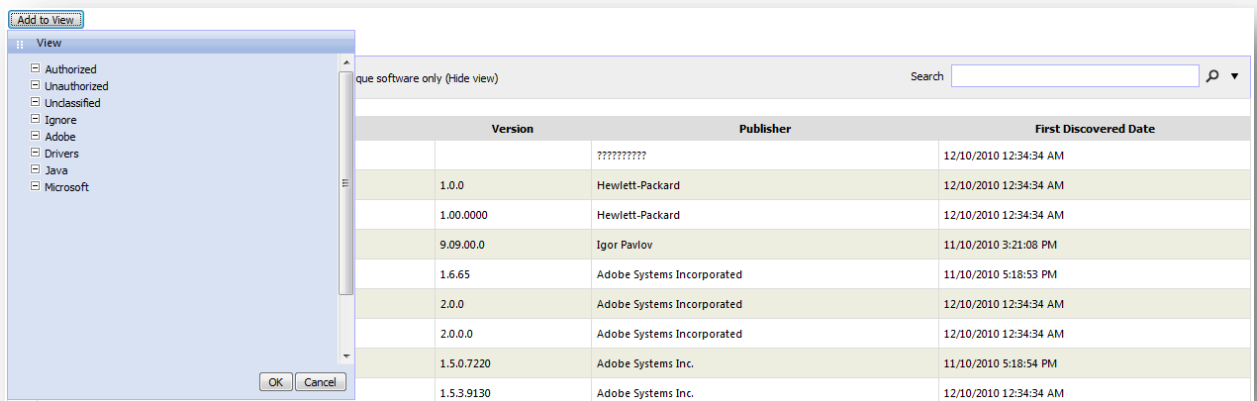 Add to View
View
Authorized
Unauthorized
Unclassified
Ignore
Adobe
Drivers
Java
Microsoft
OK Cancel
que software only (Hide view) Search
Version Publisher First Discovered Date
?????????? 12/10/2010 12:34:34 AM
1.0.0 Hewlett-Packard 12/10/2010 12:34:34 AM
1.00.0000 Hewlett-Packard 12/10/2010 12:34:34 AM
9.09.00.0 Igor Pavlov 11/10/2010 3:21:08 PM
1.6.65 Adobe Systems Incorporated 11/10/2010 5:18:53 PM
2.0.0 Adobe Systems Incorporated 12/10/2010 12:34:34 AM
2.0.0.0 Adobe Systems Incorporated 12/10/2010 12:34:34 AM
1.5.0.7220 Adobe Systems Inc. 11/10/2010 5:18:54 PM
1.5.3.9130 Adobe Systems Inc. 12/10/2010 12:34:34 AM